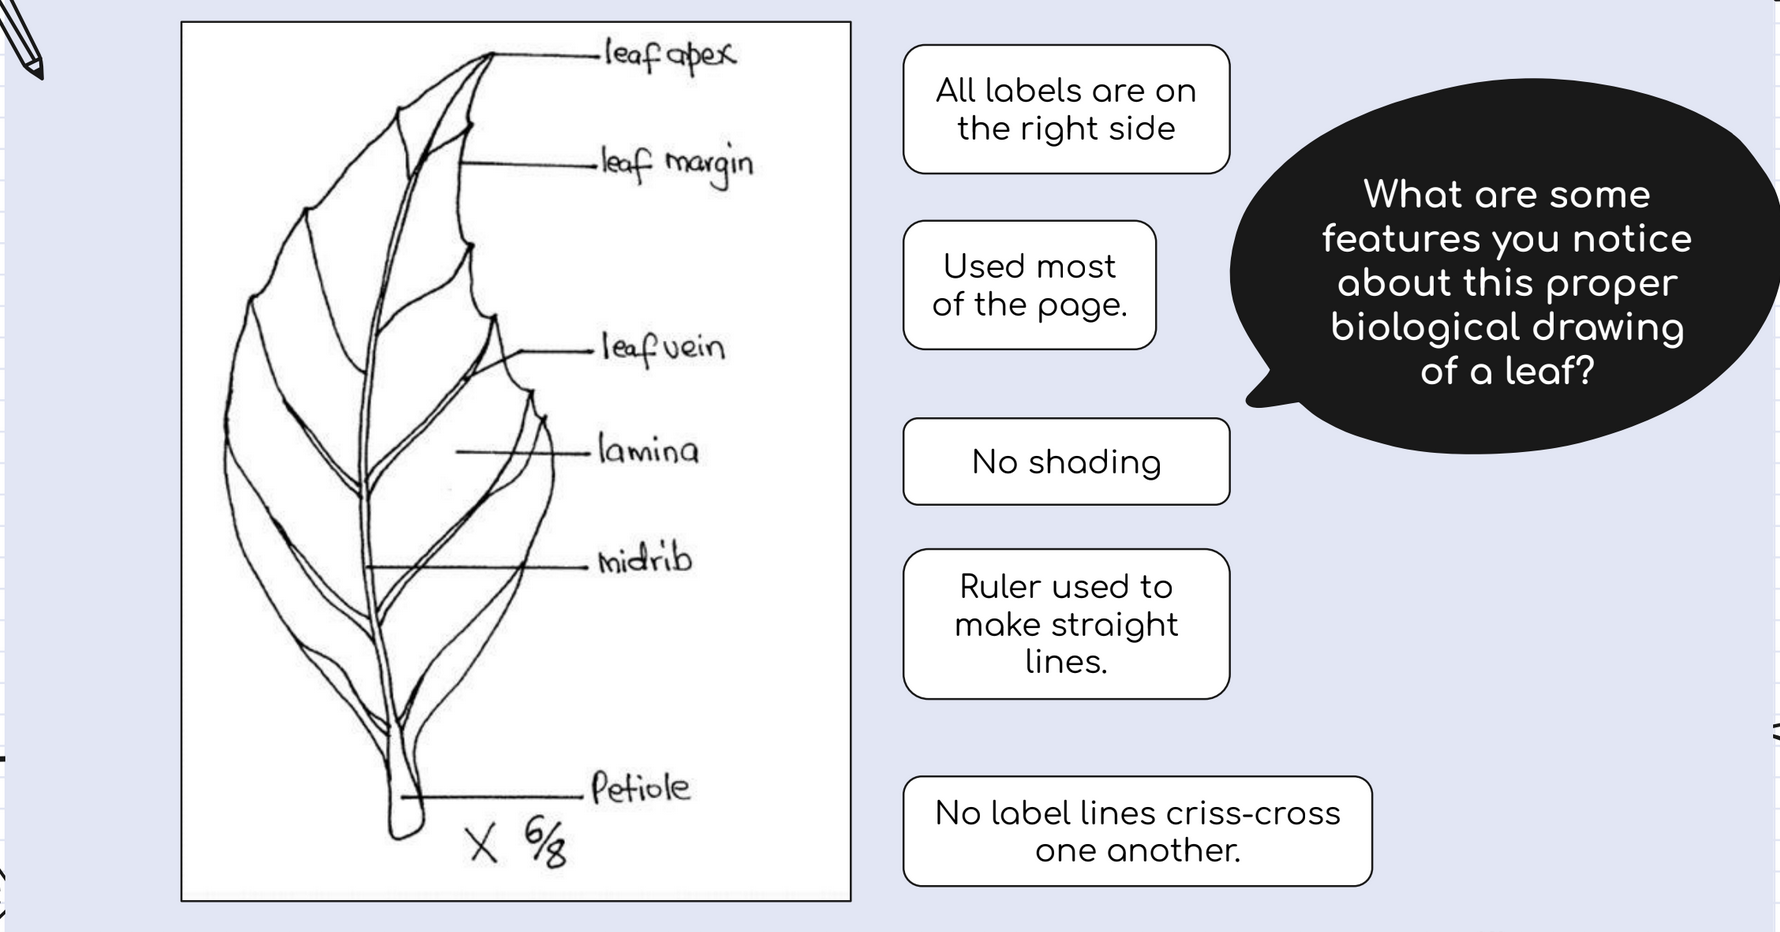 leaf apex
leaf margin
leaf vein
lamina
midrib
Petiole
X 6/8
All labels are on
the right side
Used most
of the page.
No shading
Ruler used to
make straight
lines.
No label lines criss-cross
one another.
What are some
features you notice
about this proper
biological drawing
of a leaf?